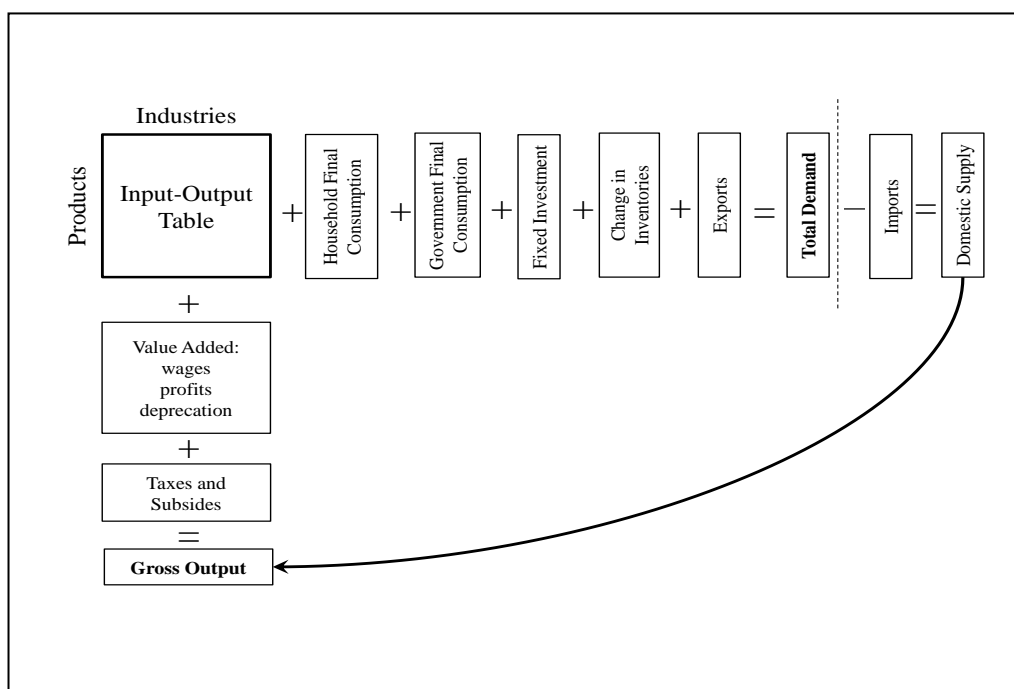 Industries
Products
Input-Output
Table
+
Household Final
Consumption
+
Government Final
Consumption
+
Fixed Investment
+
Change in
Inventories
+
Exports
=
Total Demand
−
Imports
=
Domestic Supply
+
Value Added:
wages
profits
deprecation
+
Taxes and
Subsides
=
Gross Output